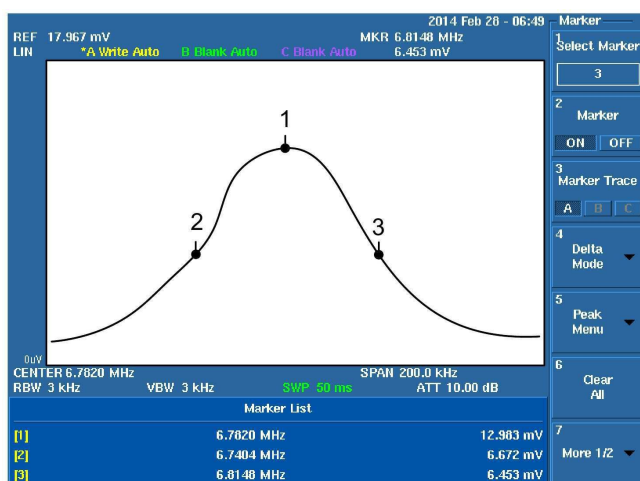 2014 Feb 28 - 06:49
REF 17.967 mV
MKR 6.8148 MHz
LIN
*A Write Auto
B Blank Auto
C Blank Auto
6.453 mV
1
2
3
0uV
CENTER 6.7820 MHz
SPAN 200.0 kHz
RBW 3 kHz
VBW 3 kHz
SWP 50 ms
ATT 10.00 dB
Marker List
[1] 6.7820 MHz 12.983 mV
[2] 6.7404 MHz 6.672 mV
[3] 6.8148 MHz 6.453 mV
Marker
1
Select Marker
3
2
Marker
ON OFF
3
Marker Trace
A B C
4
Delta
Mode
5
Peak
Menu
6
Clear
All
7
More 1/2